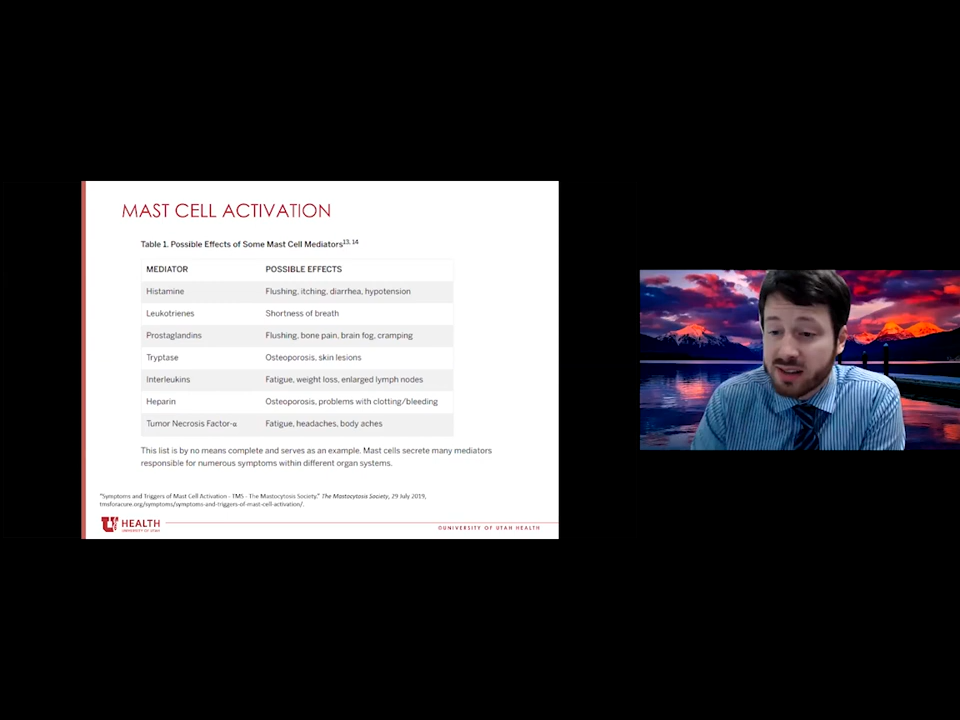 MAST CELL ACTIVATION
Table 1. Possible Effects of Some Mast Cell Mediators13, 14
MEDIATOR POSSIBLE EFFECTS
Histamine Flushing, itching, diarrhea, hypotension
Leukotrienes Shortness of breath
Prostaglandins Flushing, bone pain, brain fog, cramping
Tryptase Osteoporosis, skin lesions
Interleukins Fatigue, weight loss, enlarged lymph nodes
Heparin Osteoporosis, problems with clotting/bleeding
Tumor Necrosis Factor-α Fatigue, headaches, body aches
This list is by no means complete and serves as an example. Mast cells secrete many mediators
responsible for numerous symptoms within different organ systems.
"Symptoms and Triggers of Mast Cell Activation - TMS - The Mastocytosis Society." The Mastocytosis Society, 29 July 2019,
tmsforacure.org/symptoms/symptoms-and-triggers-of-mast-cell-activation/.
U HEALTH
UNIVERSITY OF UTAH
©UNIVERSITY OF UTAH HEALTH